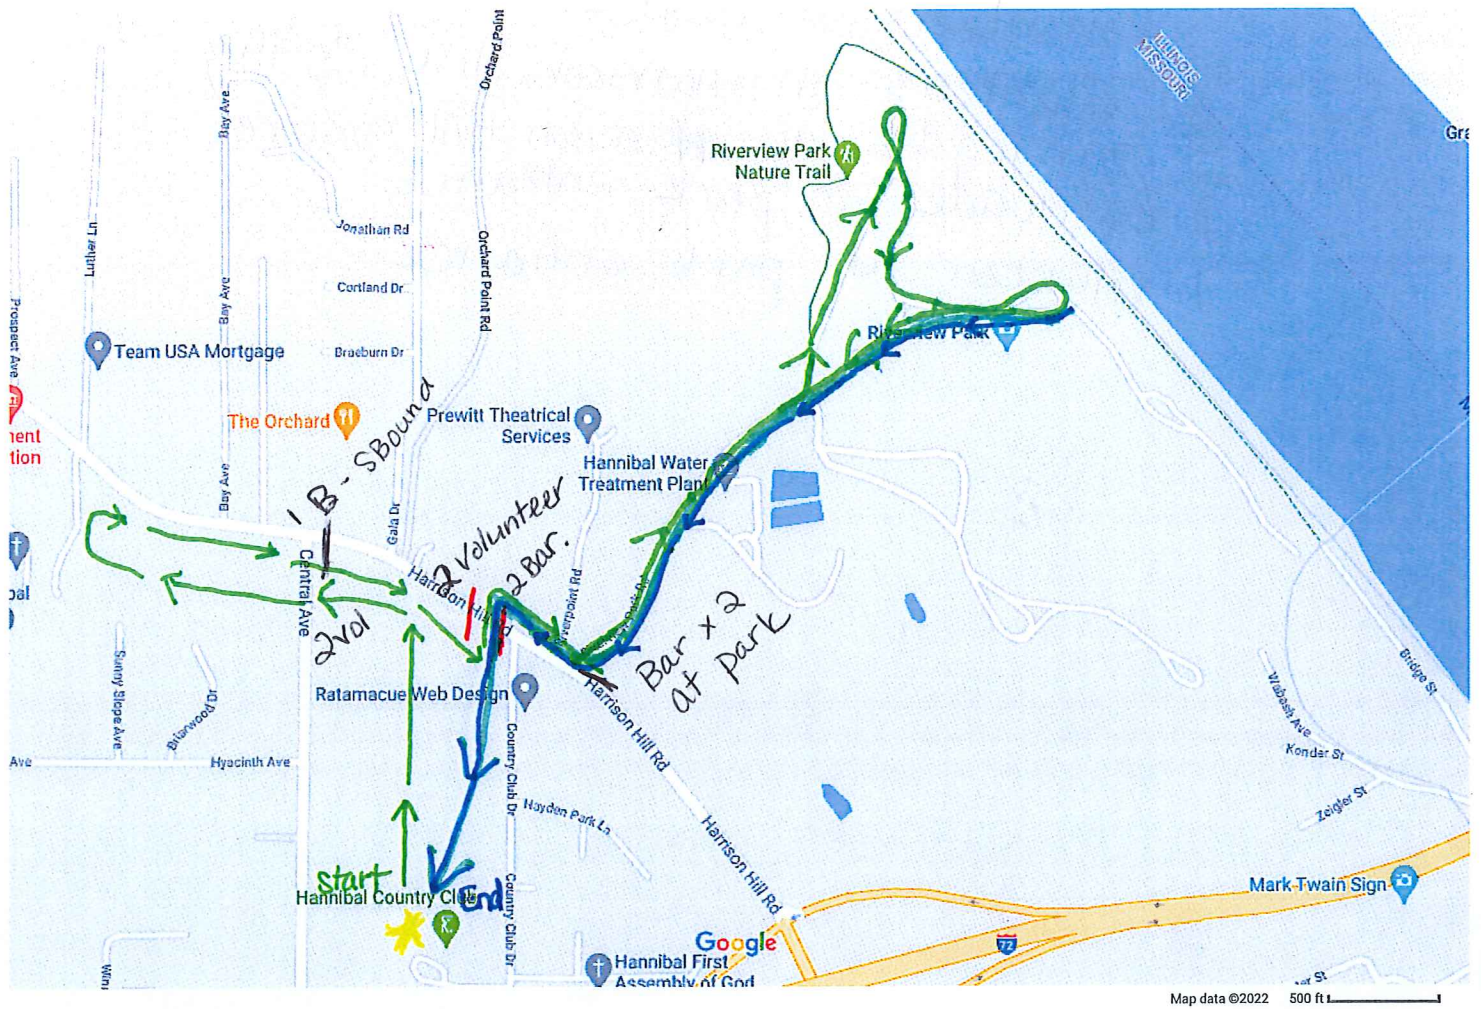 Orchard Point
ILLINOIS
MISSOURI
Bay Ave
Gra
Riverview Park
Nature Trail
Luther Ln
Jonathan Rd
Orchard Point Rd
Cortland Dr
Bay Ave
Prospect Ave
Riverview Park
Team USA Mortgage
Braeburn Dr
The Orchard
Prewitt Theatrical
Services
nent
tion
1 B - SBound
Hannibal Water
Treatment Plant
Bay Ave
Gala Dr
2 Volunteer
2 Bar.
Central Ave
Harrison Hill Rd
2 Vol
Bar x 2
at park
Sunny Slope Ave
Briarwood Dr
Ratamacue Web Design
Harrison Hill Rd
Bridge St
Wabash Ave
Ave
Hyacinth Ave
Country Club Dr
Konder St
Hayden Park Ln
Zeigler St
Harrison Hill Rd
start
Hannibal Country Club
End
Country Club Dr
Mark Twain Sign
Google
72
Hannibal First
Assembly of God
Map data ©2022 500 ft